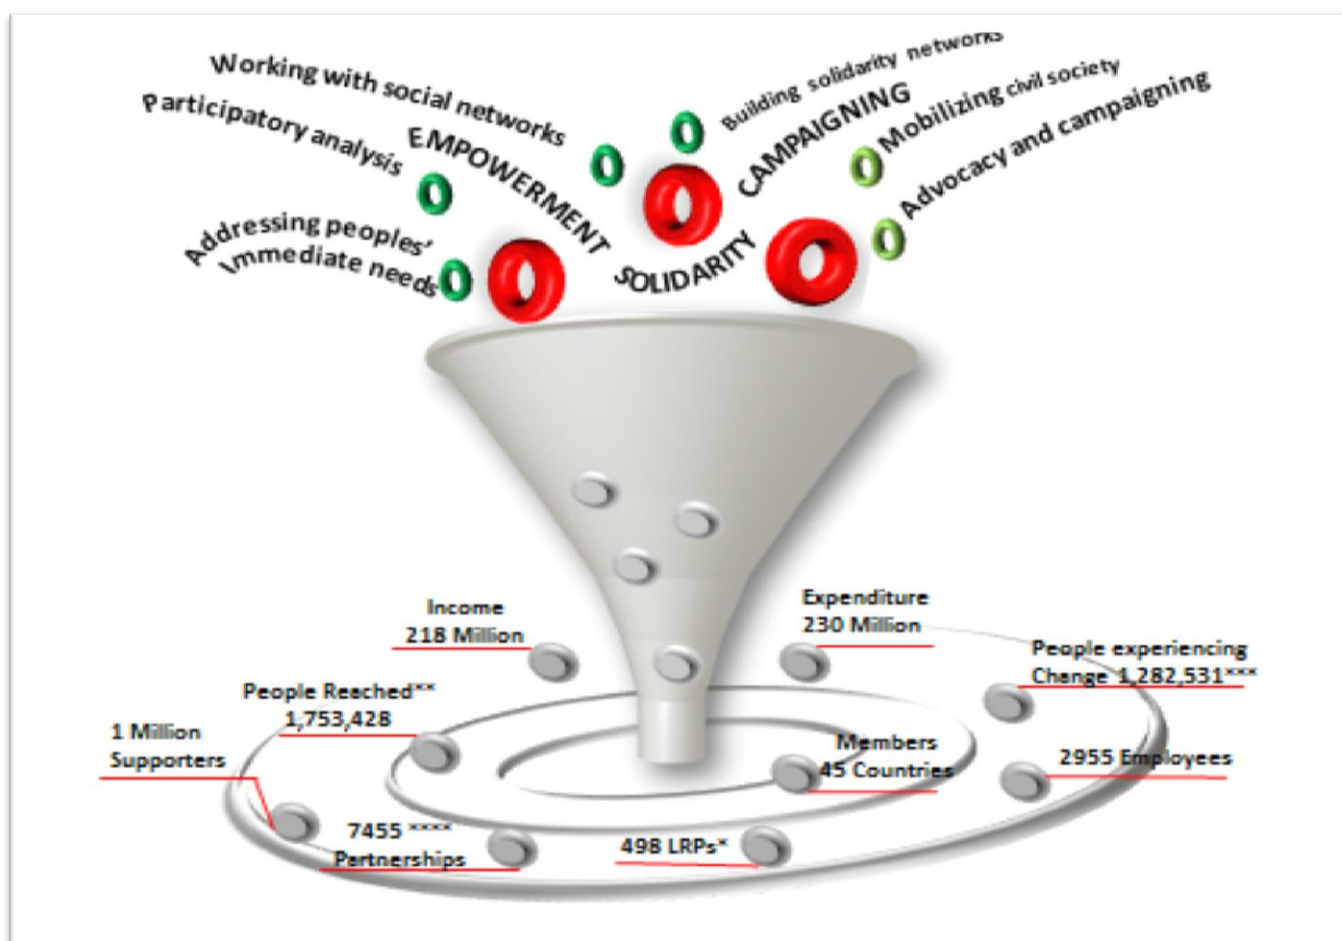 Working with social networks
Participatory analysis
Addressing peoples'
Immediate needs
EMPOWERMENT
SOLIDARITY
CAMPAIGNING
Building solidarity networks
Mobilizing civil society
Advocacy and campaigning
Income
218 Million
Expenditure
230 Million
People experiencing
Change 1,282,531***
People Reached**
1,753,428
1 Million
Supporters
Members
45 Countries
2955 Employees
7455 ****
Partnerships
498 LRPs*